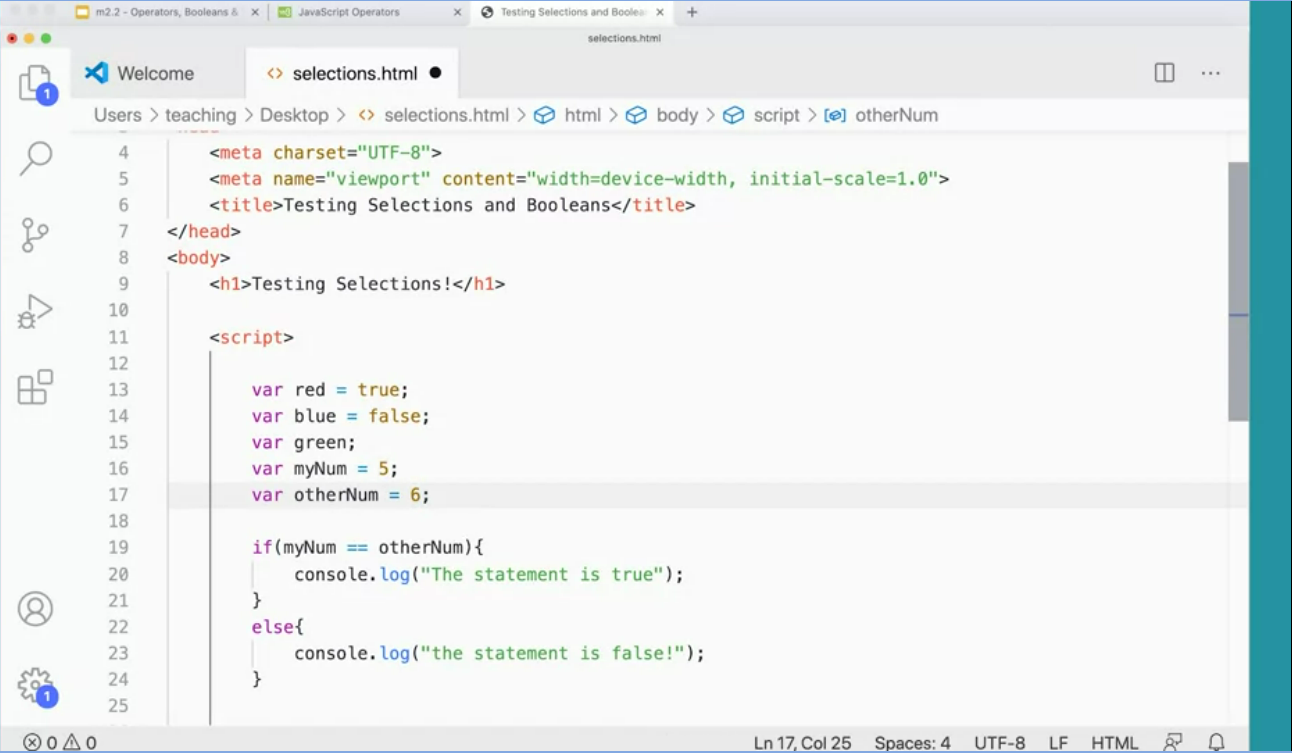 m2.2 - Operators, Booleans & JavaScript Operators Testing Selections and Boolea
selections.html
Welcome selections.html
1
Users > teaching > Desktop > selections.html > html > body > script > otherNum
4 <meta charset="UTF-8">
5 <meta name="viewport" content="width=device-width, initial-scale=1.0">
6 <title>Testing Selections and Booleans</title>
7 </head>
8 <body>
9 <h1>Testing Selections!</h1>
10
11 <script>
12
13 var red = true;
14 var blue = false;
15 var green;
16 var myNum = 5;
17 var otherNum = 6;
18
19 if(myNum == otherNum){
20 console.log("The statement is true");
21 }
22 else{
23 console.log("the statement is false!");
24 }
1
25
0 0 Ln 17, Col 25 Spaces: 4 UTF-8 LF HTML